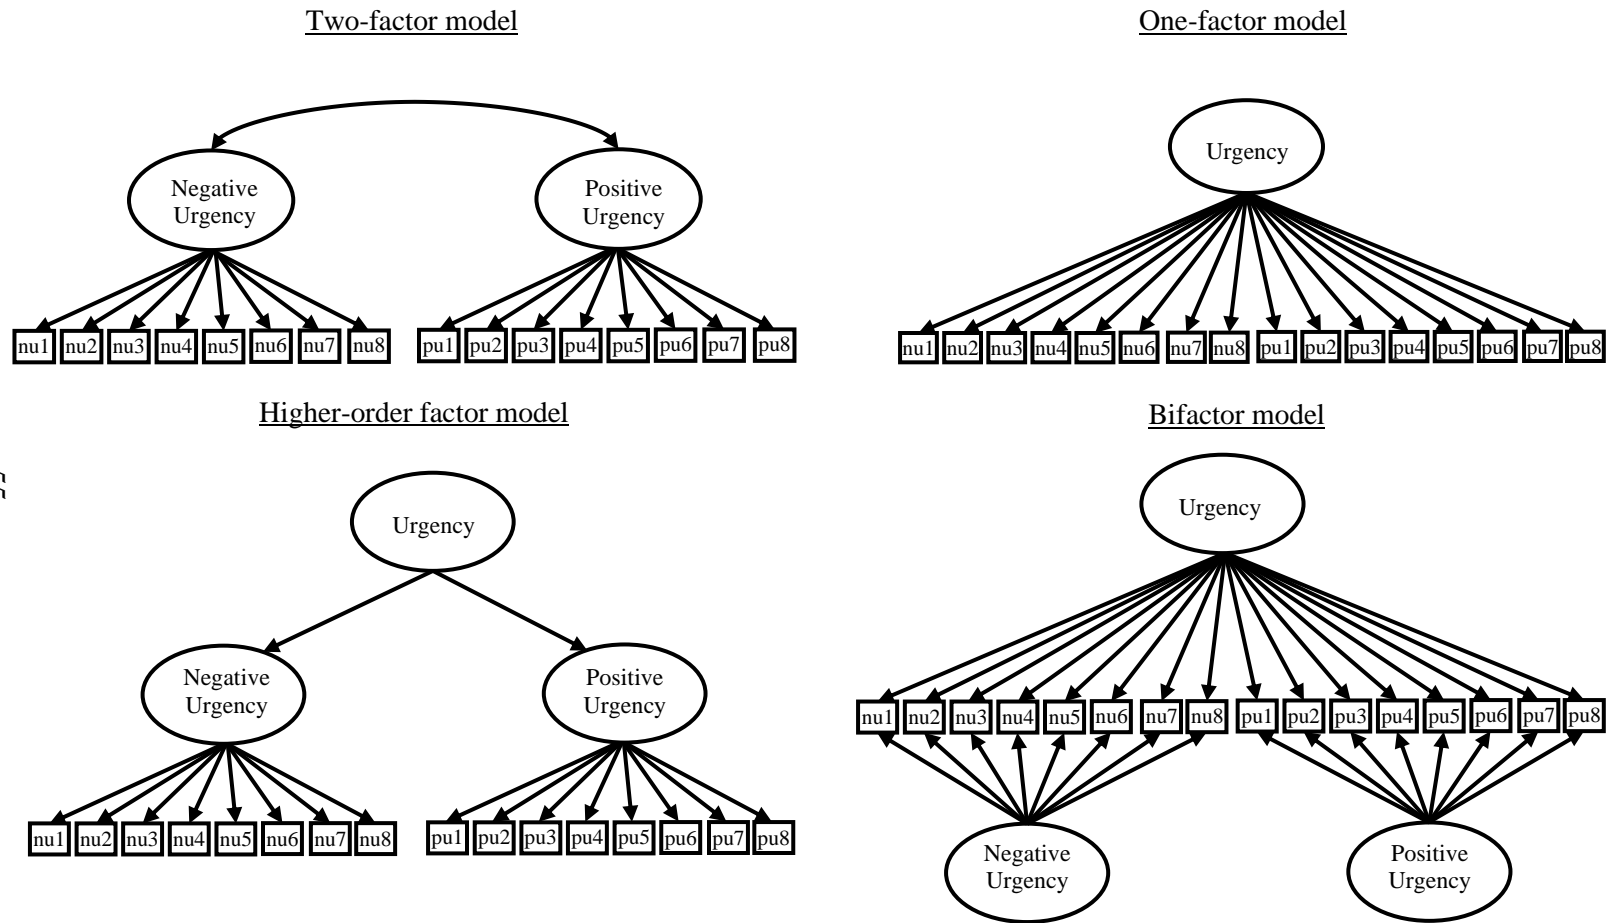 Two-factor model
Negative
Urgency
Positive
Urgency
nu1 nu2 nu3 nu4 nu5 nu6 nu7 nu8 pu1 pu2 pu3 pu4 pu5 pu6 pu7 pu8
One-factor model
Urgency
nu1 nu2 nu3 nu4 nu5 nu6 nu7 nu8 pu1 pu2 pu3 pu4 pu5 pu6 pu7 pu8
Higher-order factor model
Urgency
Negative
Urgency
Positive
Urgency
nu1 nu2 nu3 nu4 nu5 nu6 nu7 nu8 pu1 pu2 pu3 pu4 pu5 pu6 pu7 pu8
Bifactor model
Urgency
nu1 nu2 nu3 nu4 nu5 nu6 nu7 nu8 pu1 pu2 pu3 pu4 pu5 pu6 pu7 pu8
Negative
Urgency
Positive
Urgency